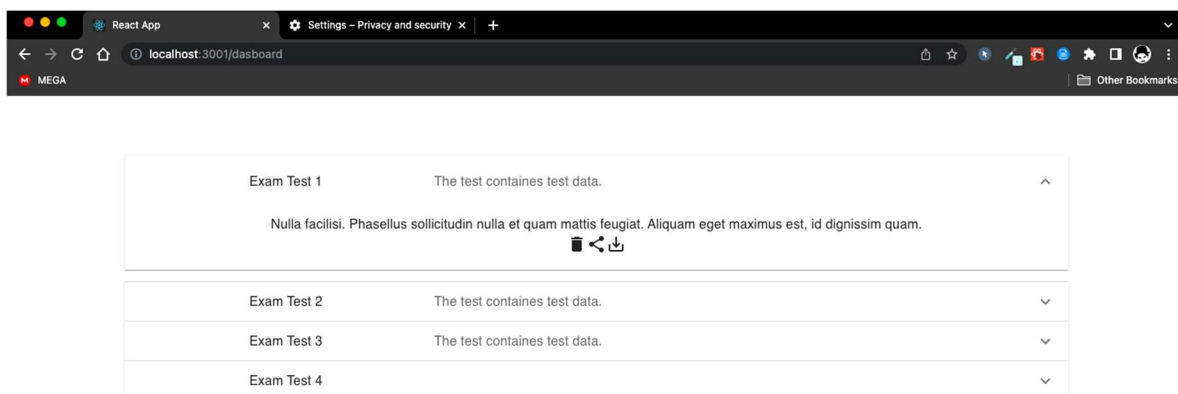 React App
Settings – Privacy and security
localhost:3001/dasboard
MEGA
Other Bookmarks
Exam Test 1 The test containes test data.
Nulla facilisi. Phasellus sollicitudin nulla et quam mattis feugiat. Aliquam eget maximus est, id dignissim quam.
Exam Test 2 The test containes test data.
Exam Test 3 The test containes test data.
Exam Test 4